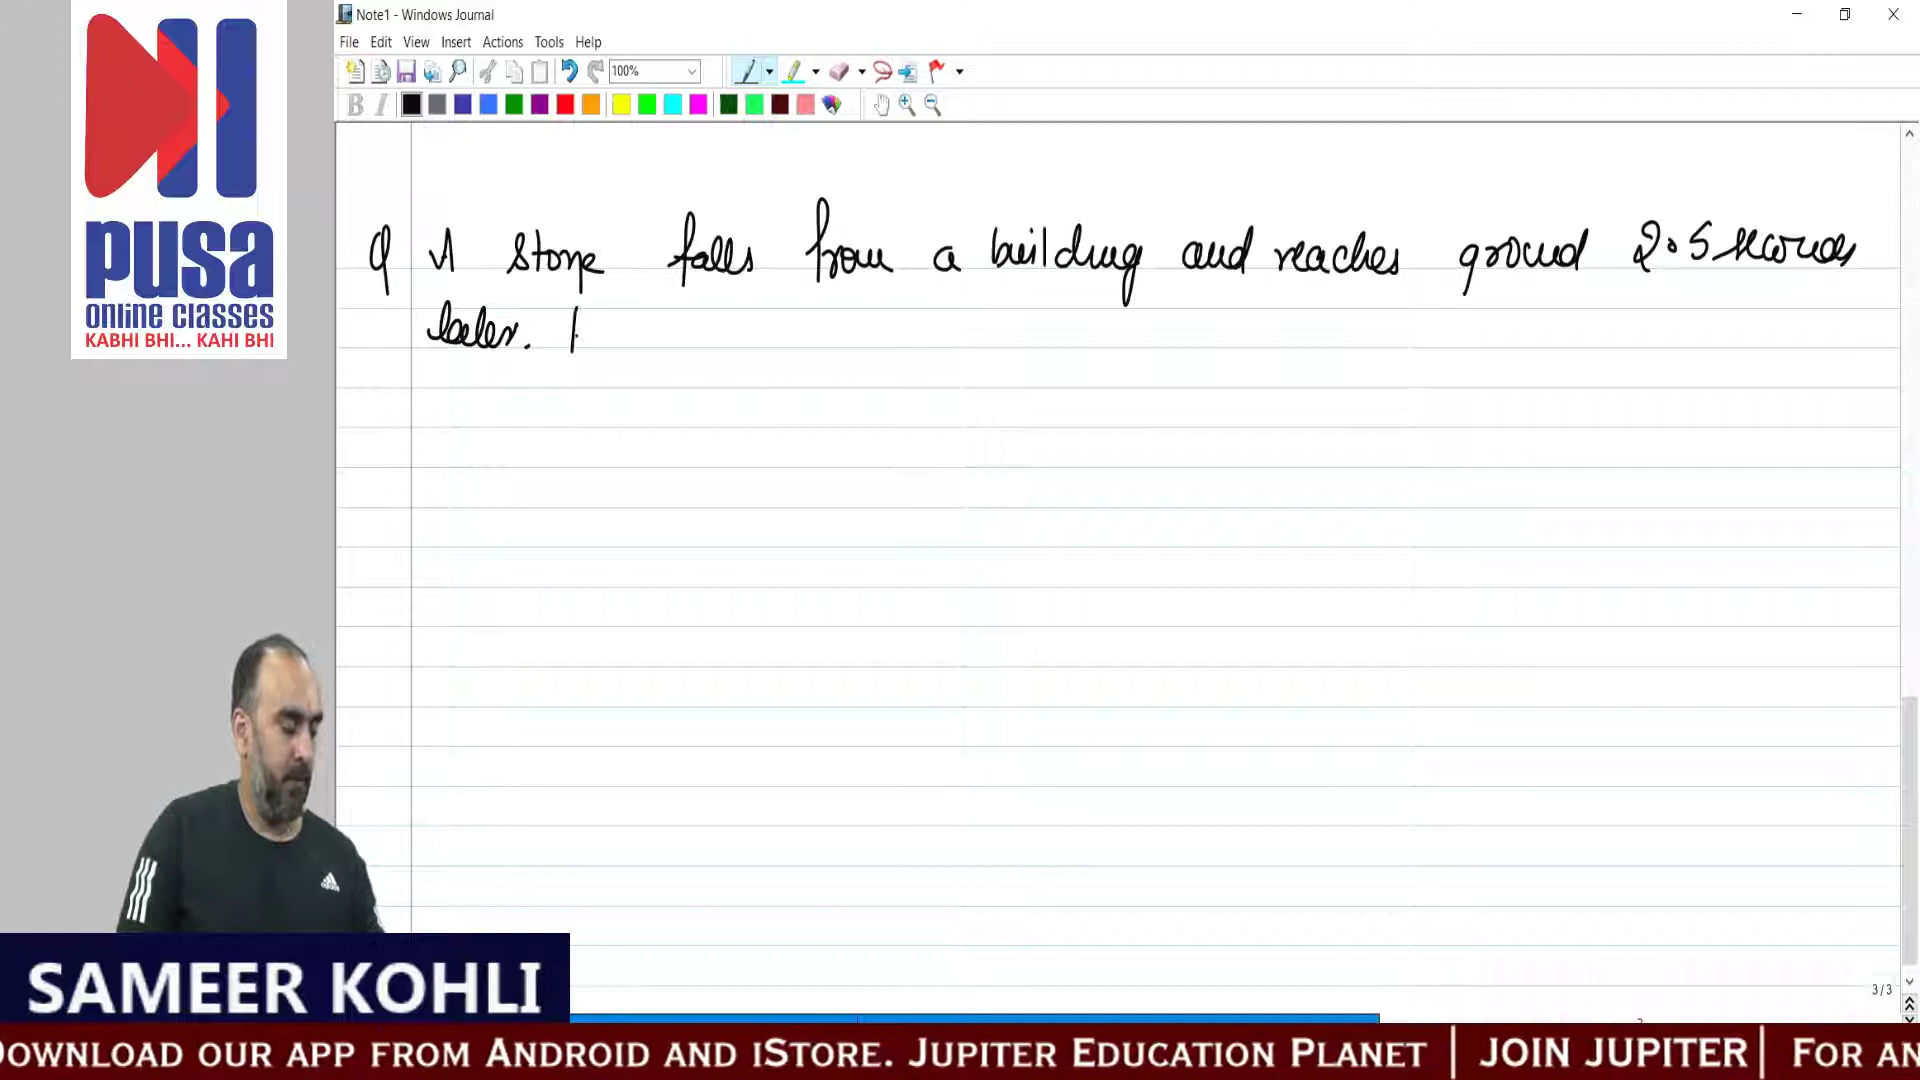 Note1 - Windows Journal
File Edit View Insert Actions Tools Help
100%
B I
PUSA
online classes
KABHI BHI... KAHI BHI
Q A stone falls from a building and reaches ground 2.5 seconds
later.
3/3
SAMEER KOHLI
DOWNLOAD OUR APP FROM ANDROID AND ISTORE. JUPITER EDUCATION PLANET | JOIN JUPITER | FOR AN